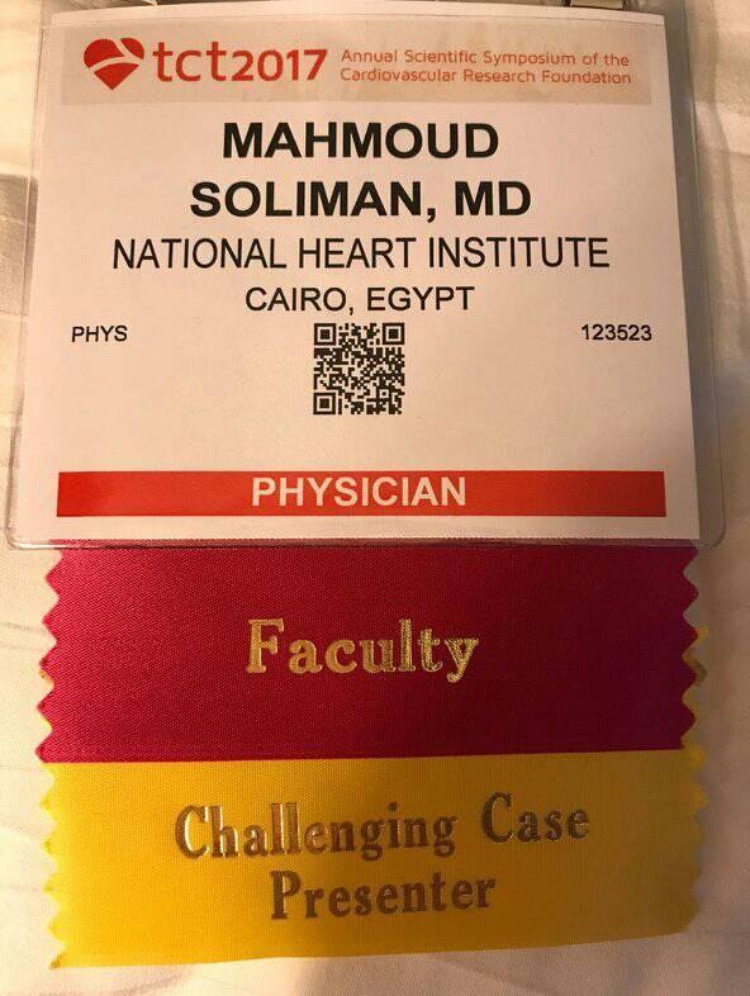 tct2017
Annual Scientific Symposium of the
Cardiovascular Research Foundation
MAHMOUD
SOLIMAN, MD
NATIONAL HEART INSTITUTE
CAIRO, EGYPT
PHYS 123523
PHYSICIAN
Faculty
Challenging Case
Presenter